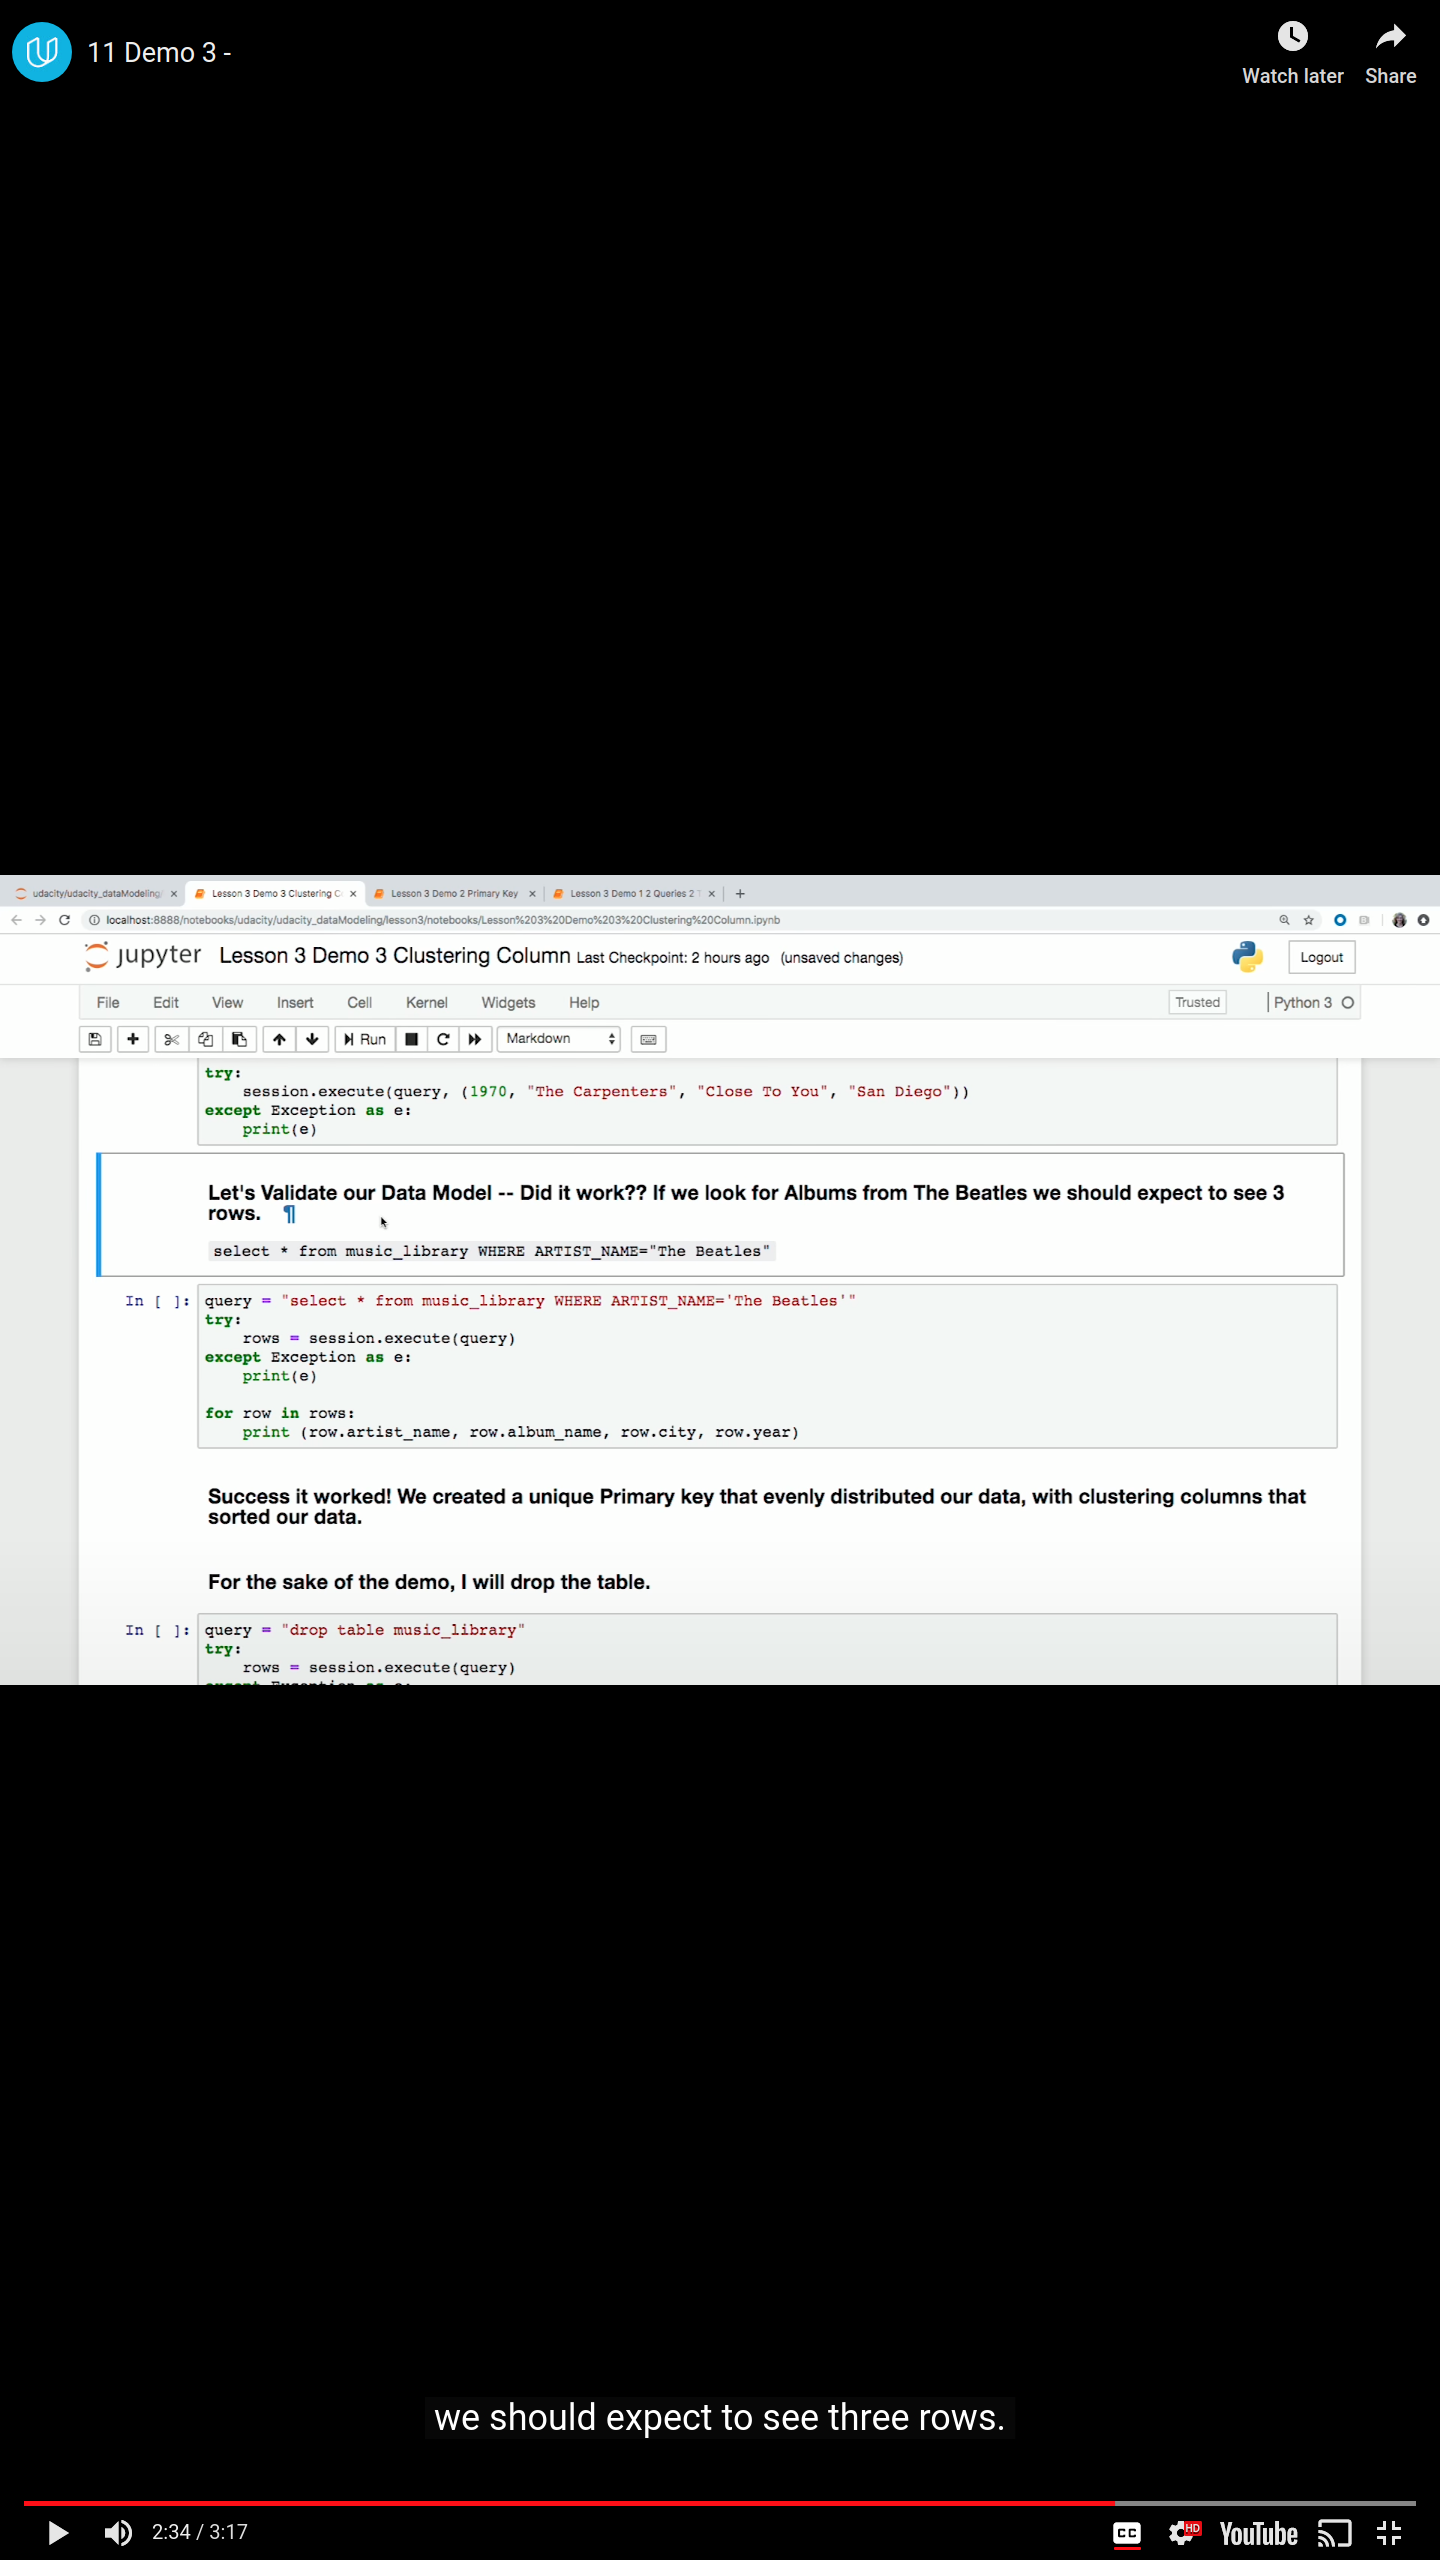 11 Demo 3 -
Watch later
Share
udacity/udacity_dataModeling/
Lesson 3 Demo 3 Clustering C
Lesson 3 Demo 2 Primary Key
Lesson 3 Demo 1 2 Queries 2 T
localhost:8888/notebooks/udacity/udacity_dataModeling/lesson3/notebooks/Lesson%203%20Demo%203%20Clustering%20Column.ipynb
jupyter Lesson 3 Demo 3 Clustering Column Last Checkpoint: 2 hours ago (unsaved changes)
Logout
File Edit View Insert Cell Kernel Widgets Help
Trusted
Python 3
Run
Markdown
try:
session.execute(query, (1970, "The Carpenters", "Close To You", "San Diego"))
except Exception as e:
print(e)
Let's Validate our Data Model -- Did it work?? If we look for Albums from The Beatles we should expect to see 3
rows. ¶
select * from music_library WHERE ARTIST_NAME="The Beatles"
In [ ]: query = "select * from music_library WHERE ARTIST_NAME='The Beatles'"
try:
rows = session.execute(query)
except Exception as e:
print(e)
for row in rows:
print (row.artist_name, row.album_name, row.city, row.year)
Success it worked! We created a unique Primary key that evenly distributed our data, with clustering columns that
sorted our data.
For the sake of the demo, I will drop the table.
In [ ]: query = "drop table music_library"
try:
rows = session.execute(query)
except Exception as e:
we should expect to see three rows.
2:34 / 3:17
CC
HD
YouTube